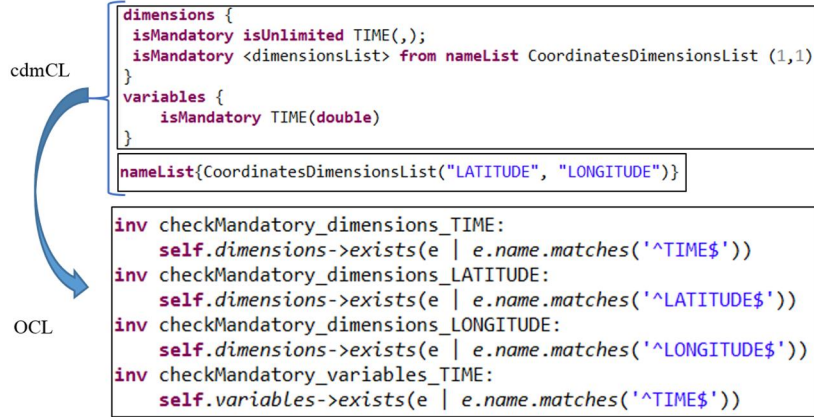 cdmCL
dimensions {
isMandatory isUnlimited TIME(,);
isMandatory <dimensionsList> from nameList CoordinatesDimensionsList (1,1)
}
variables {
isMandatory TIME(double)
}
nameList{CoordinatesDimensionsList("LATITUDE", "LONGITUDE")}
OCL
inv checkMandatory_dimensions_TIME:
self.dimensions->exists(e | e.name.matches('^TIME$'))
inv checkMandatory_dimensions_LATITUDE:
self.dimensions->exists(e | e.name.matches('^LATITUDE$'))
inv checkMandatory_dimensions_LONGITUDE:
self.dimensions->exists(e | e.name.matches('^LONGITUDE$'))
inv checkMandatory_variables_TIME:
self.variables->exists(e | e.name.matches('^TIME$'))